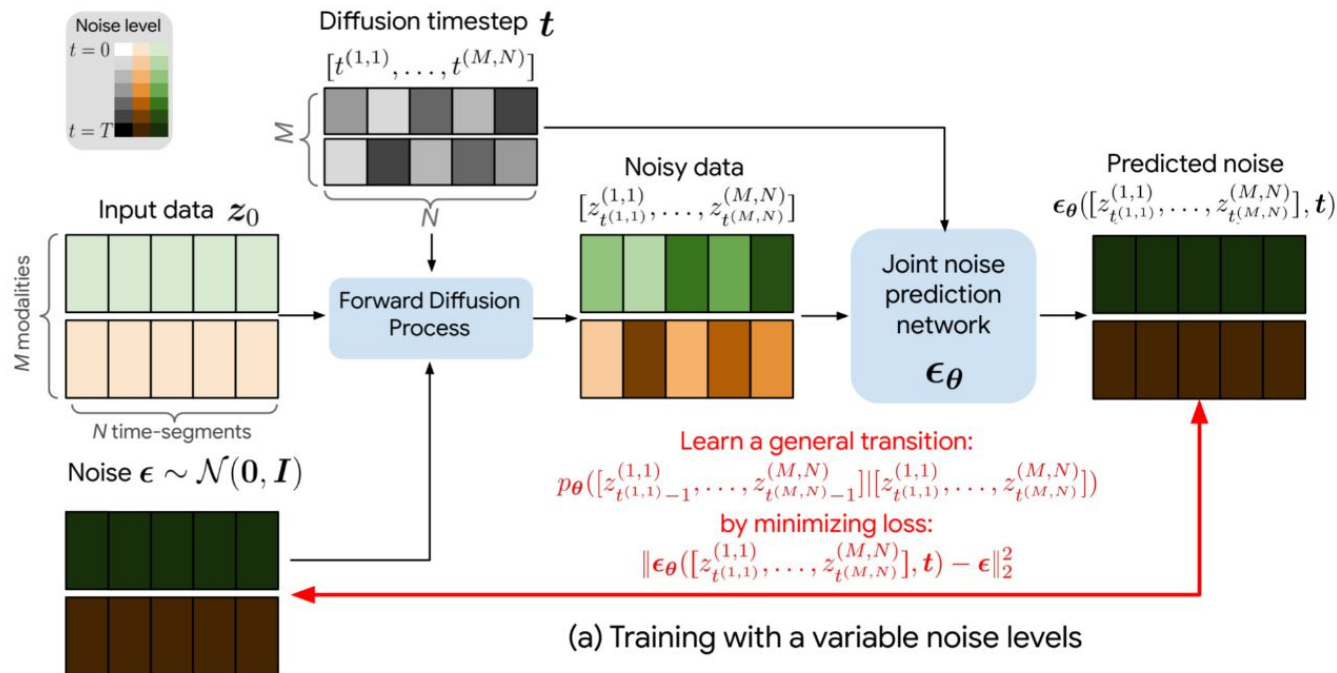 Noise level
t = 0
t = T
Diffusion timestep t
[t^{(1,1)}, . . . , t^{(M,N)}]
M
N
Input data z_0
M modalities
N time-segments
Noise ϵ ∼ 𝒩(0, I)
Forward Diffusion
Process
Noisy data
[z^{(1,1)}_{t^{(1,1)}}, . . . , z^{(M,N)}_{t^{(M,N)}}]
Joint noise
prediction
network
ϵ_θ
Predicted noise
ϵ_θ([z^{(1,1)}_{t^{(1,1)}}, . . . , z^{(M,N)}_{t^{(M,N)}}], t)
Learn a general transition:
p_θ([z^{(1,1)}_{t^{(1,1)}-1}, . . . , z^{(M,N)}_{t^{(M,N)}-1}]|[z^{(1,1)}_{t^{(1,1)}}, . . . , z^{(M,N)}_{t^{(M,N)}}])
by minimizing loss:
‖ϵ_θ([z^{(1,1)}_{t^{(1,1)}}, . . . , z^{(M,N)}_{t^{(M,N)}}], t) − ϵ‖^2_2
(a) Training with a variable noise levels